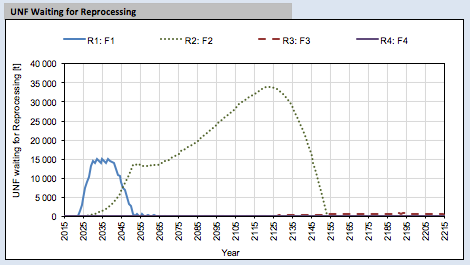 UNF Waiting for Reprocessing
R1: F1 R2: F2 R3: F3 R4: F4
UNF waiting for Reprocessing [t]
40 000
35 000
30 000
25 000
20 000
15 000
10 000
5 000
0
2015 2025 2035 2045 2055 2065 2075 2085 2095 2105 2115 2125 2135 2145 2155 2165 2175 2185 2195 2205 2215
Year